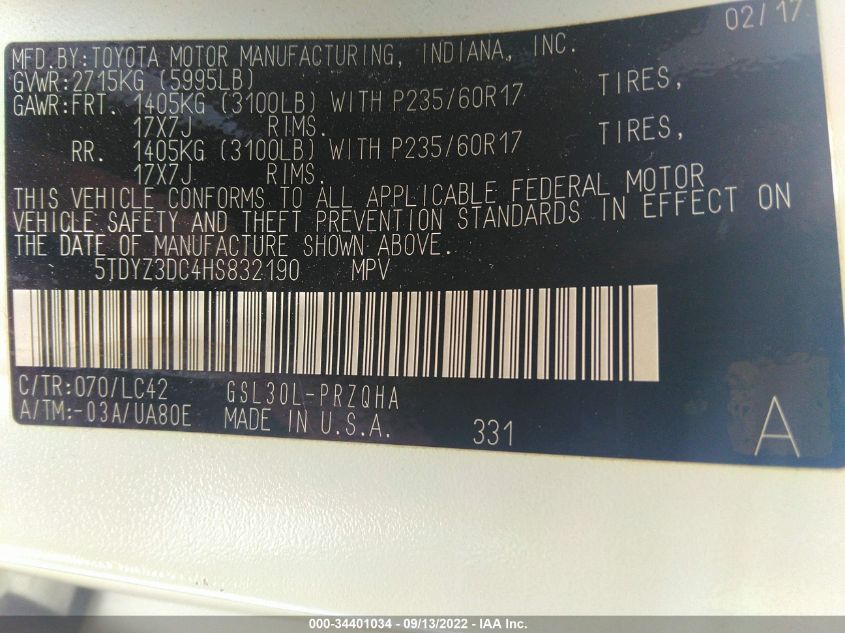 02/17
MFD.BY:TOYOTA MOTOR MANUFACTURING, INDIANA, INC.
GVWR:2715KG (5995LB)
GAWR:FRT. 1405KG (3100LB) WITH P235/60R17 TIRES,
17X7J RIMS.
RR. 1405KG (3100LB) WITH P235/60R17 TIRES,
17X7J RIMS.
THIS VEHICLE CONFORMS TO ALL APPLICABLE FEDERAL MOTOR
VEHICLE SAFETY AND THEFT PREVENTION STANDARDS IN EFFECT ON
THE DATE OF MANUFACTURE SHOWN ABOVE.
5TDYZ3DC4HS832190 MPV
C/TR:070/LC42 GSL30L-PRZQHA
A/TM:-03A/UA80E MADE IN U.S.A. 331 A
000-34401034 - 09/13/2022 - IAA Inc.